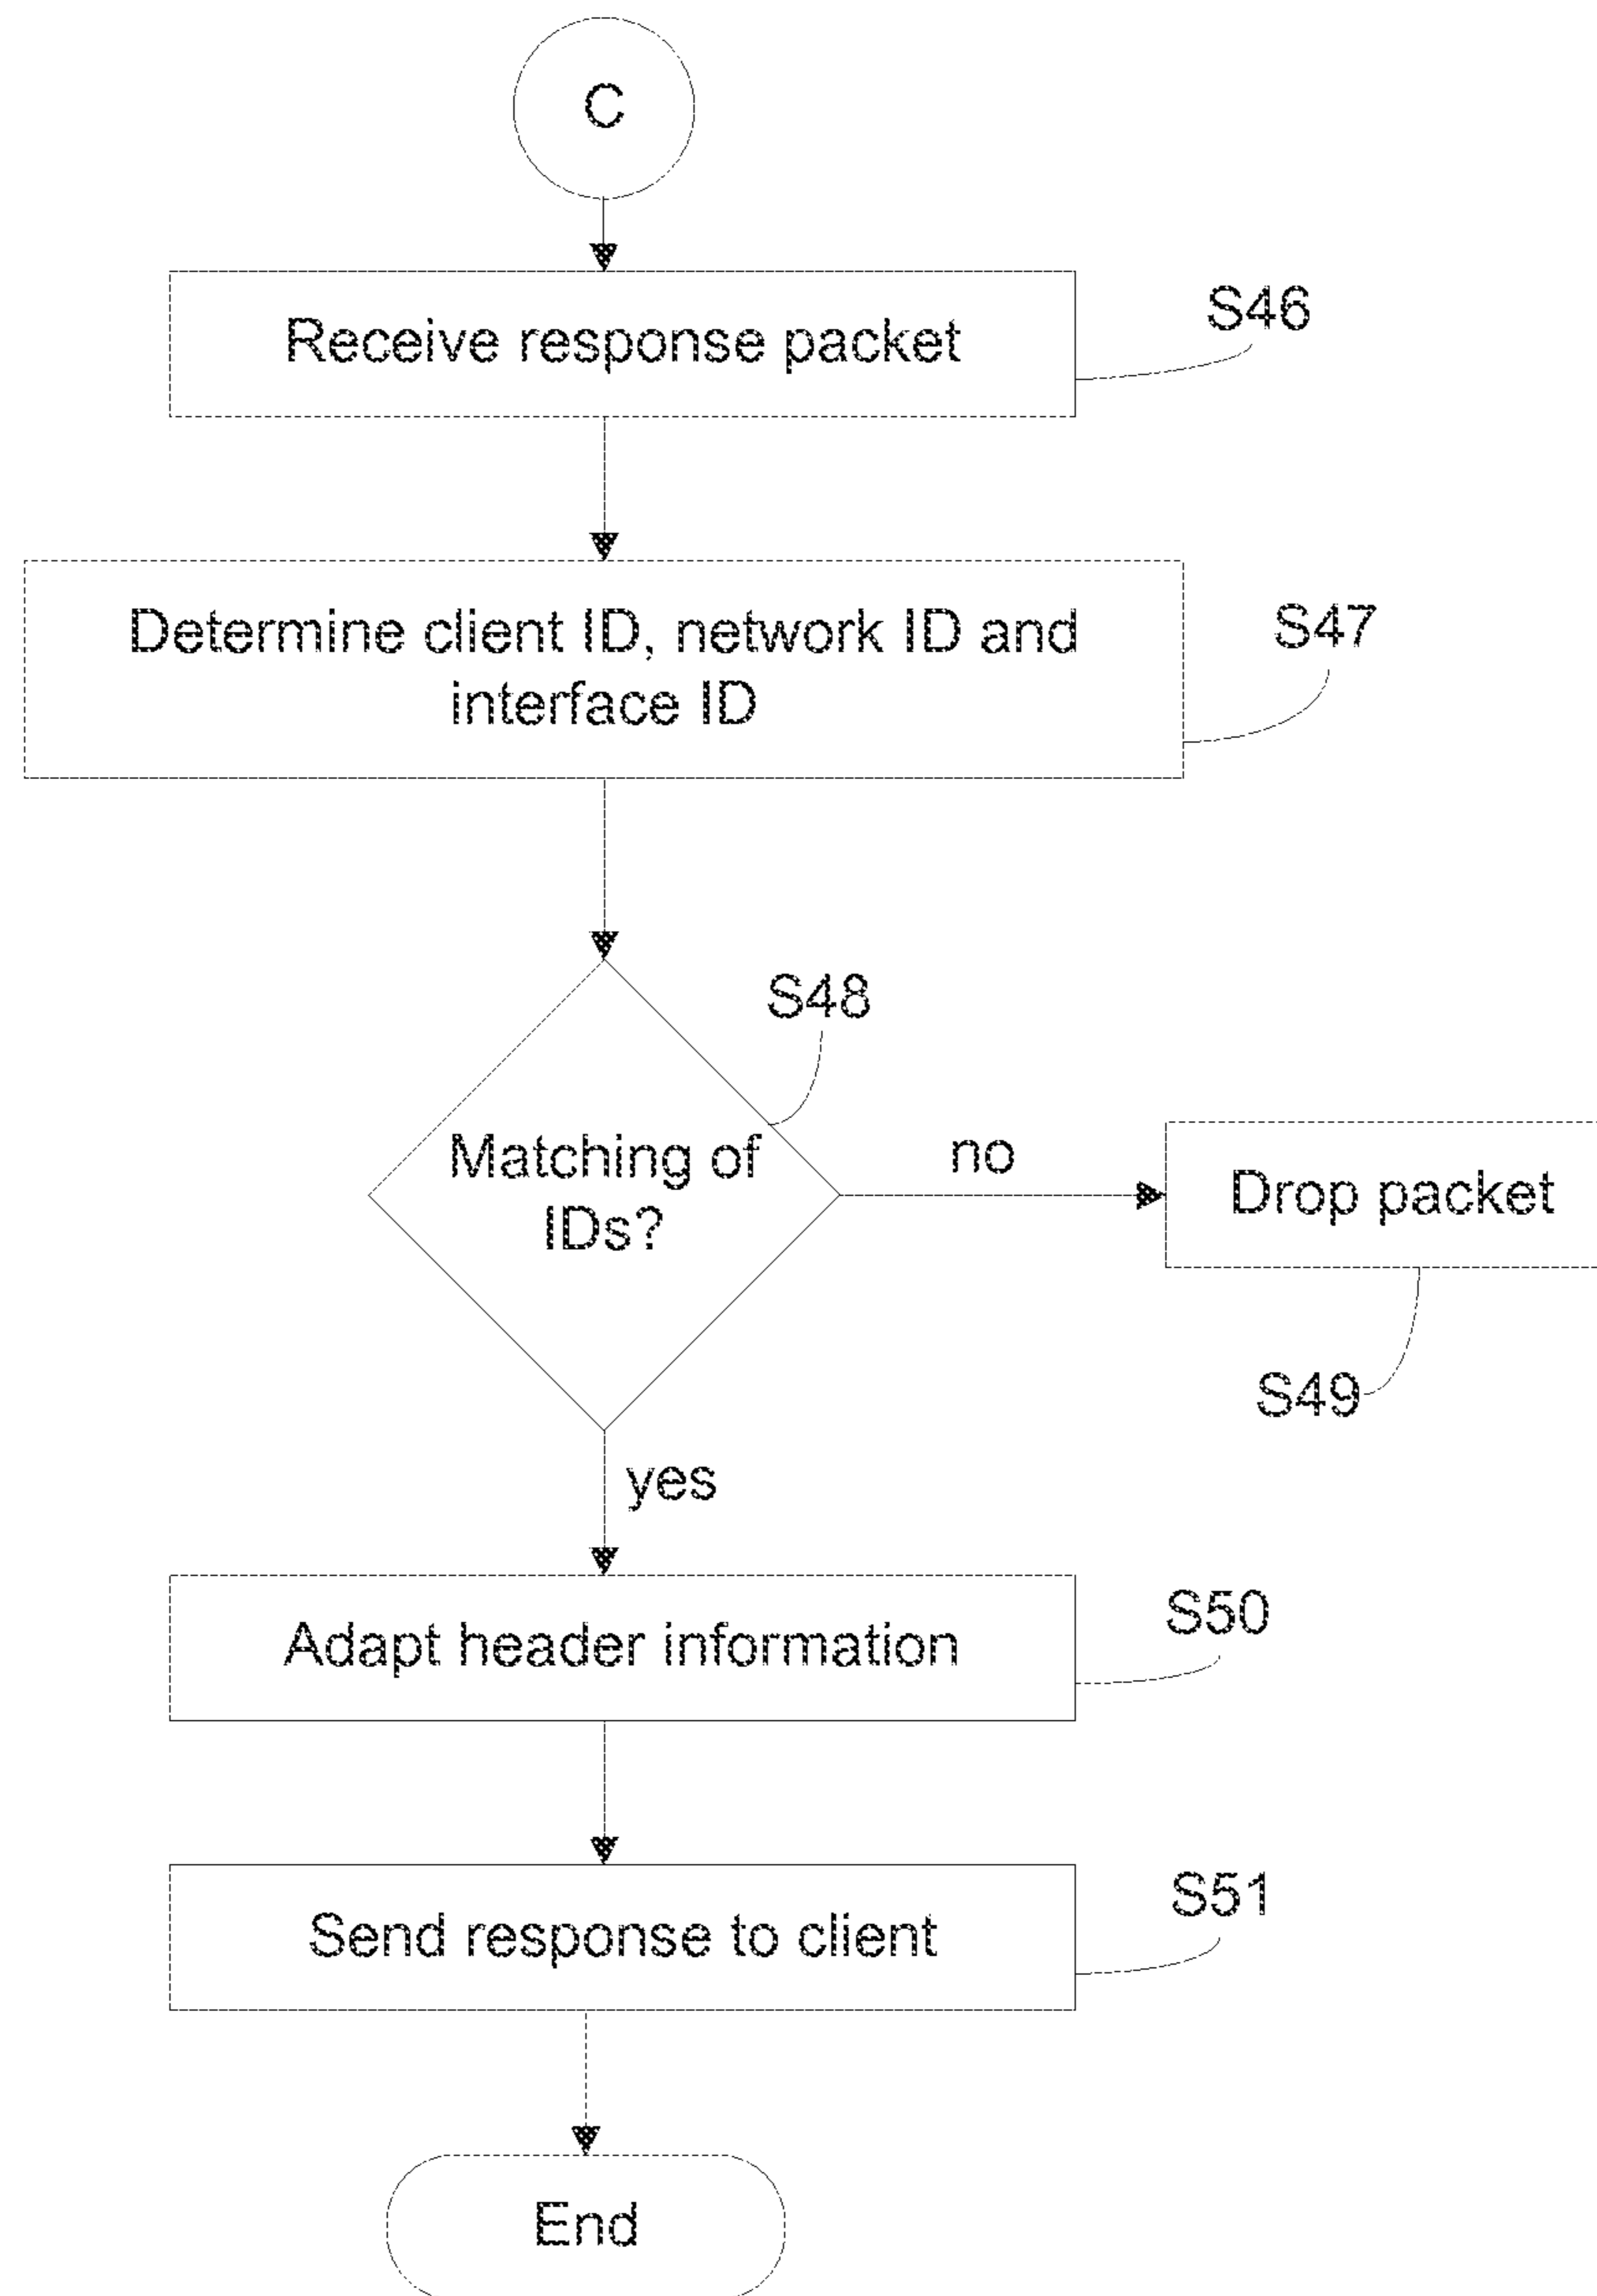 C
Receive response packet
S46
Determine client ID, network ID and
interface ID
S47
S48
Matching of
IDs?
no
Drop packet
S49
yes
Adapt header information
S50
Send response to client
S51
End